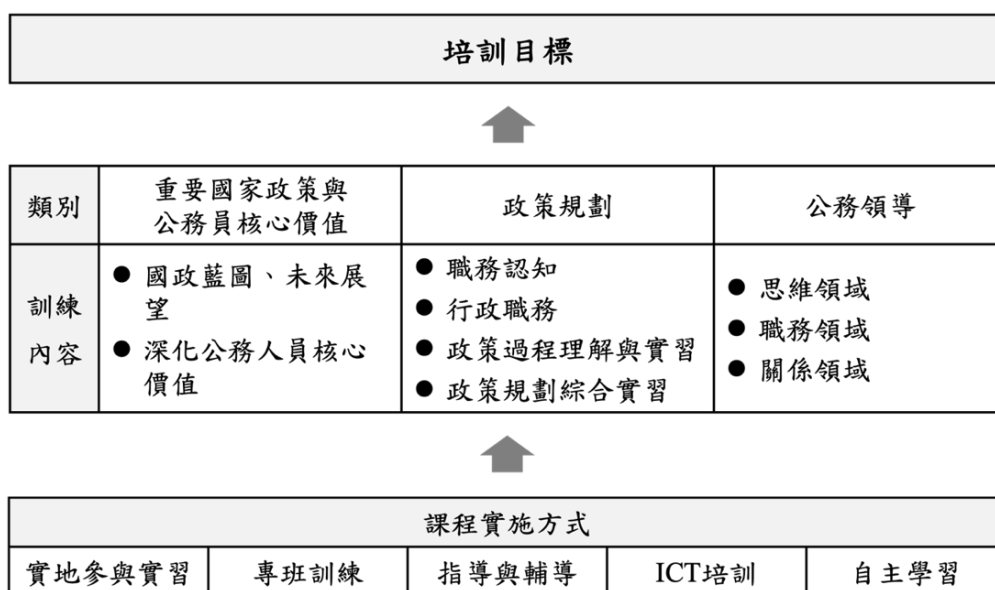 培訓目標
類別
重要國家政策與
公務員核心價值
政策規劃
公務領導
訓練
內容
● 國政藍圖、未來展
望
● 深化公務人員核心
價值
● 職務認知
● 行政職務
● 政策過程理解與實習
● 政策規劃綜合實習
● 思維領域
● 職務領域
● 關係領域
課程實施方式
實地參與實習
專班訓練
指導與輔導
ICT培訓
自主學習